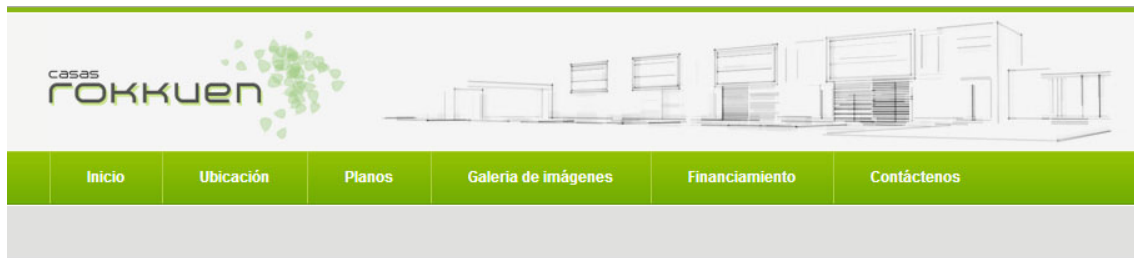 casas
rokkuen
Inicio
Ubicación
Planos
Galeria de imágenes
Financiamiento
Contáctenos